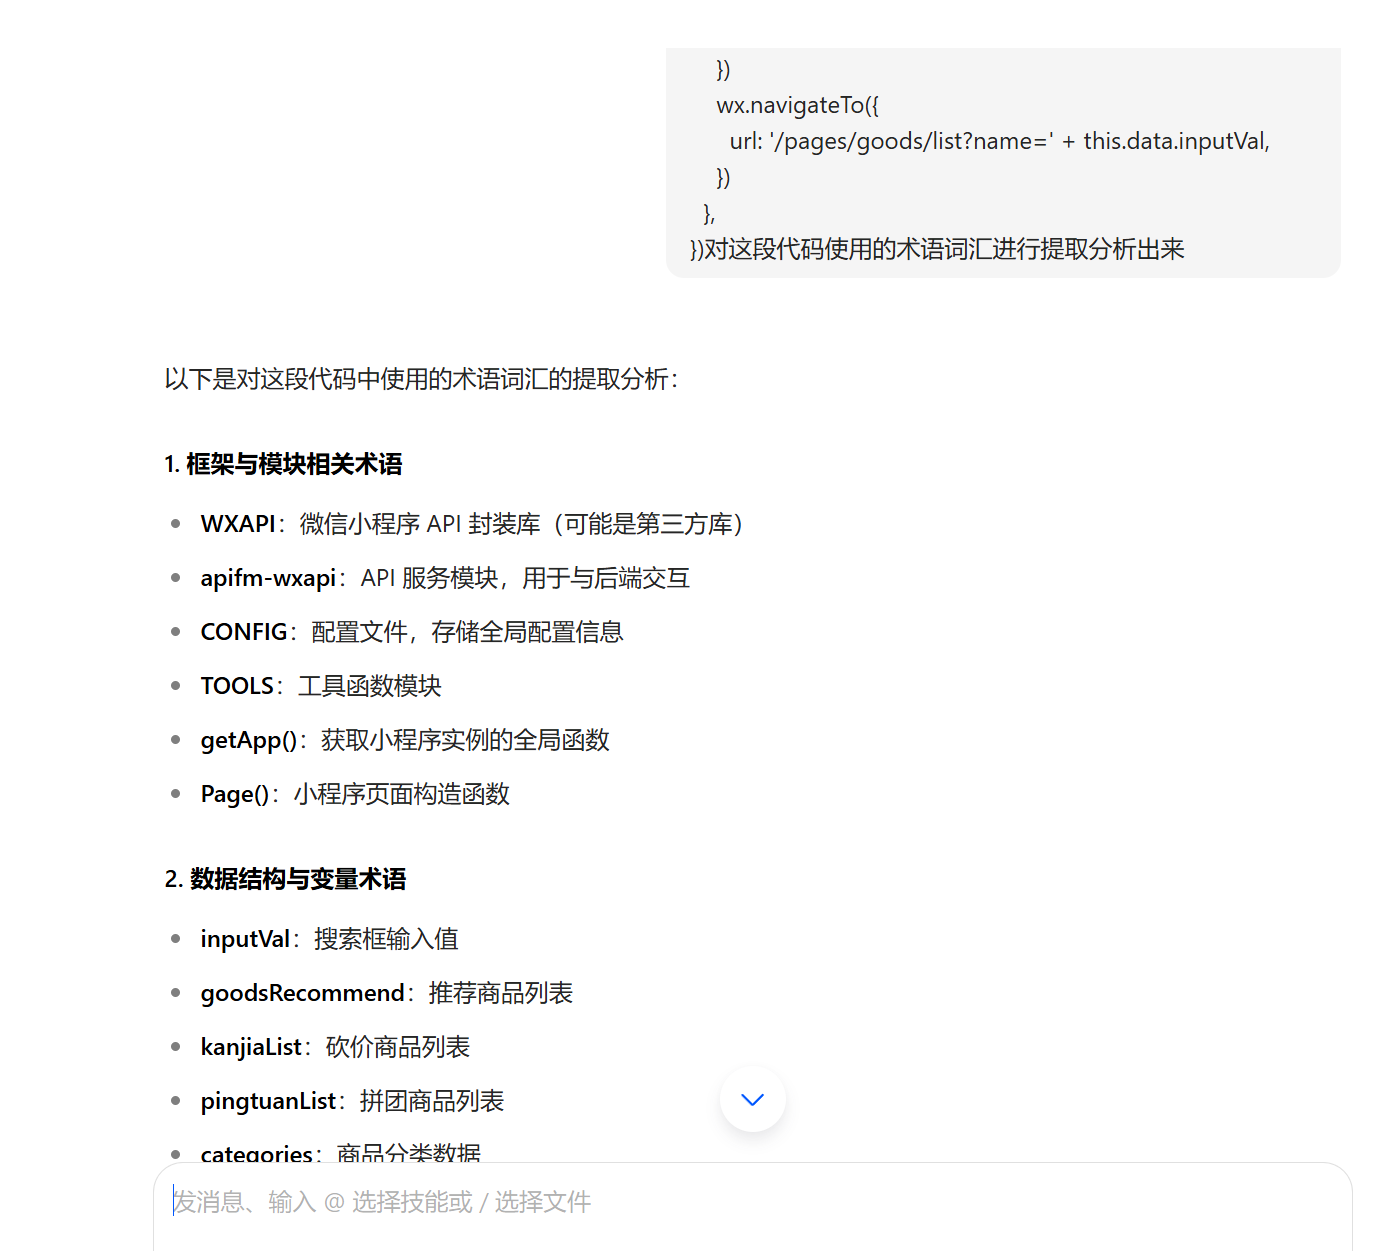 })
wx.navigateTo({
url: '/pages/goods/list?name=' + this.data.inputVal,
})
},
})对这段代码使用的术语词汇进行提取分析出来
以下是对这段代码中使用的术语词汇的提取分析：
1. 框架与模块相关术语
WXAPI：微信小程序 API 封装库（可能是第三方库）
apifm-wxapi：API 服务模块，用于与后端交互
CONFIG：配置文件，存储全局配置信息
TOOLS：工具函数模块
getApp()：获取小程序实例的全局函数
Page()：小程序页面构造函数
2. 数据结构与变量术语
inputVal：搜索框输入值
goodsRecommend：推荐商品列表
kanjiaList：砍价商品列表
pingtuanList：拼团商品列表
categories：商品分类数据
发消息、输入 @ 选择技能或 / 选择文件